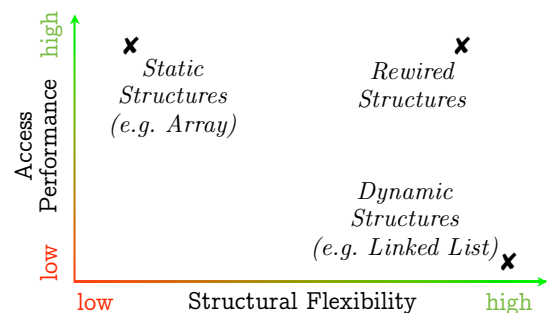 high
Access
Performance
low
✘
Static
Structures
(e.g. Array)
✘
Rewired
Structures
Dynamic
Structures
(e.g. Linked List)
✘
low
Structural Flexibility
high